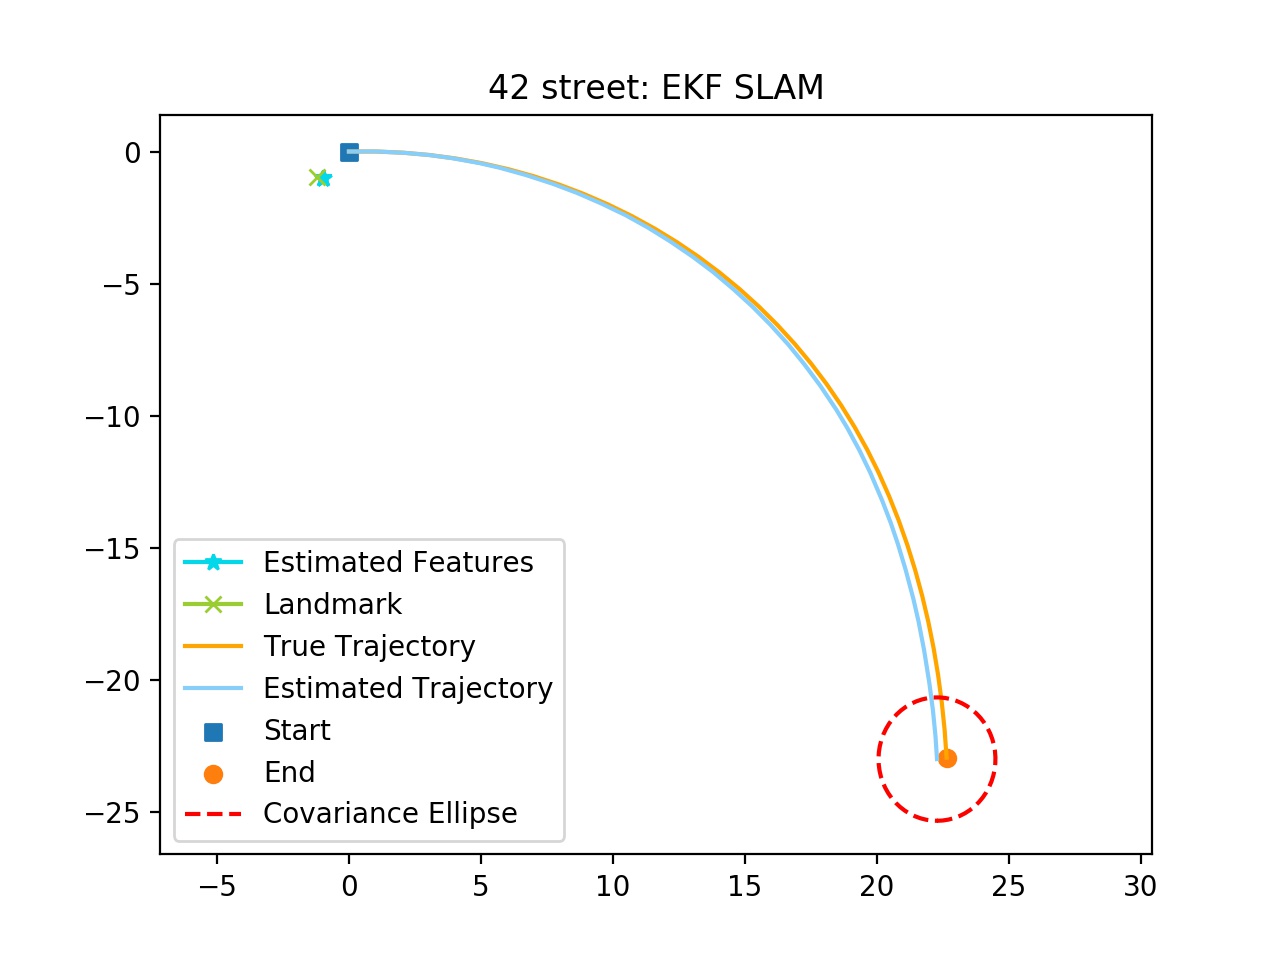 42 street: EKF SLAM
0
−5
−10
−15
−20
−25
Estimated Features
Landmark
True Trajectory
Estimated Trajectory
Start
End
Covariance Ellipse
−5 0 5 10 15 20 25 30